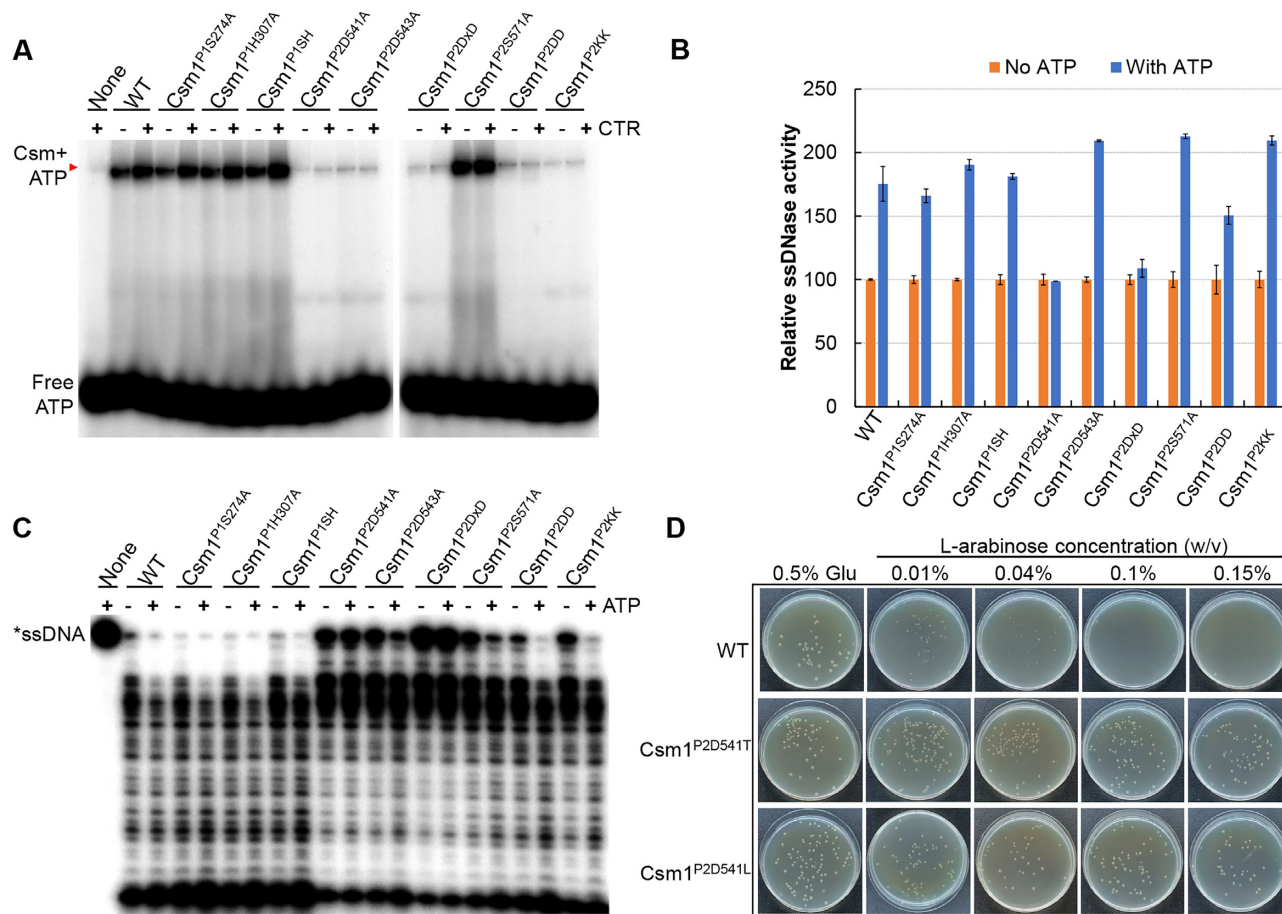 A
None
WT
Csm1P1S274A
Csm1P1H307A
Csm1P1SH
Csm1P2D541A
Csm1P2D543A
Csm1P2DxD
Csm1P2S571A
Csm1P2DD
Csm1P2KK
+ - + - + - + - + - + - + - + - + - + - + CTR
Csm+
ATP
Free
ATP
B
No ATP
With ATP
Relative ssDNase activity
250
200
150
100
50
0
WT
Csm1P1S274A
Csm1P1H307A
Csm1P1SH
Csm1P2D541A
Csm1P2D543A
Csm1P2DxD
Csm1P2S571A
Csm1P2DD
Csm1P2KK
C
None
WT
Csm1P1S274A
Csm1P1H307A
Csm1P1SH
Csm1P2D541A
Csm1P2D543A
Csm1P2DxD
Csm1P2S571A
Csm1P2DD
Csm1P2KK
+ - + - + - + - + - + - + - + - + - + - + ATP
*ssDNA
D
L-arabinose concentration (w/v)
0.5% Glu 0.01% 0.04% 0.1% 0.15%
WT
Csm1P2D541T
Csm1P2D541L